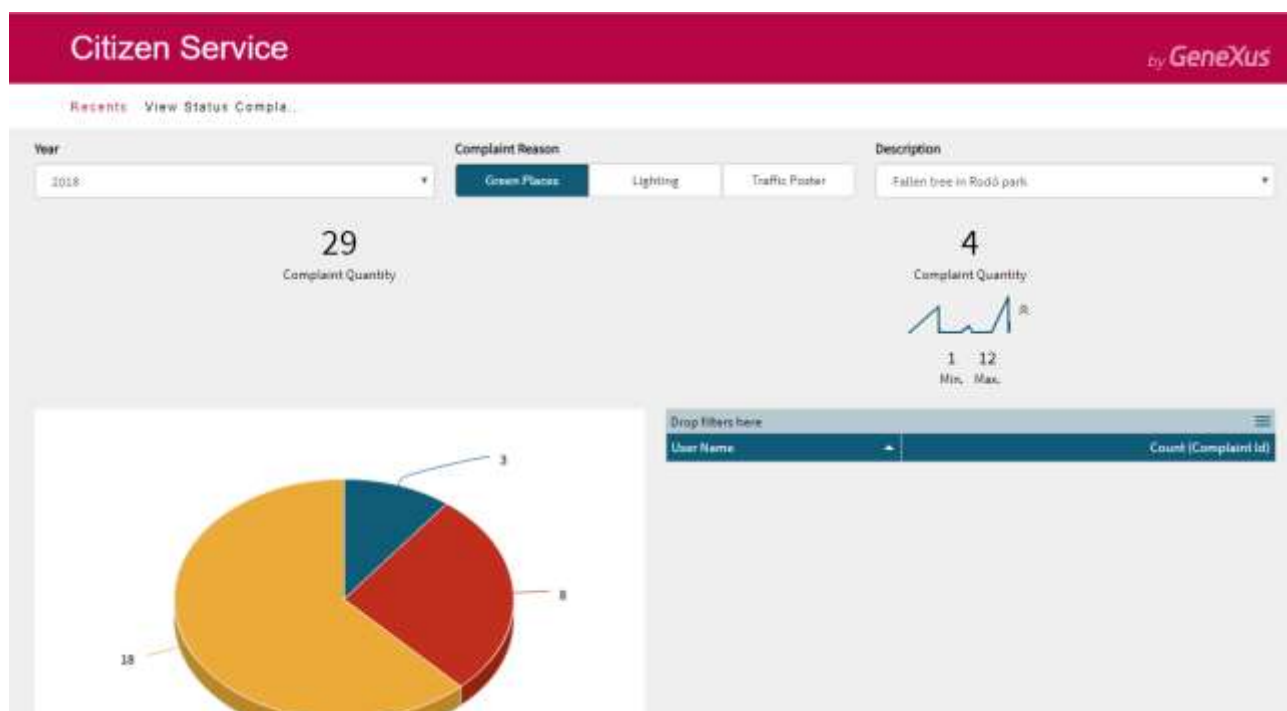 Citizen Service
by GeneXus
Recents View Status Compla..
Year
Complaint Reason
Description
2018
Green Places
Lighting
Traffic Poster
Fallen tree in Rodó park
29
Complaint Quantity
4
Complaint Quantity
1 12
Min. Max.
Drop filters here
User Name
Count (Complaint Id)
3
8
18